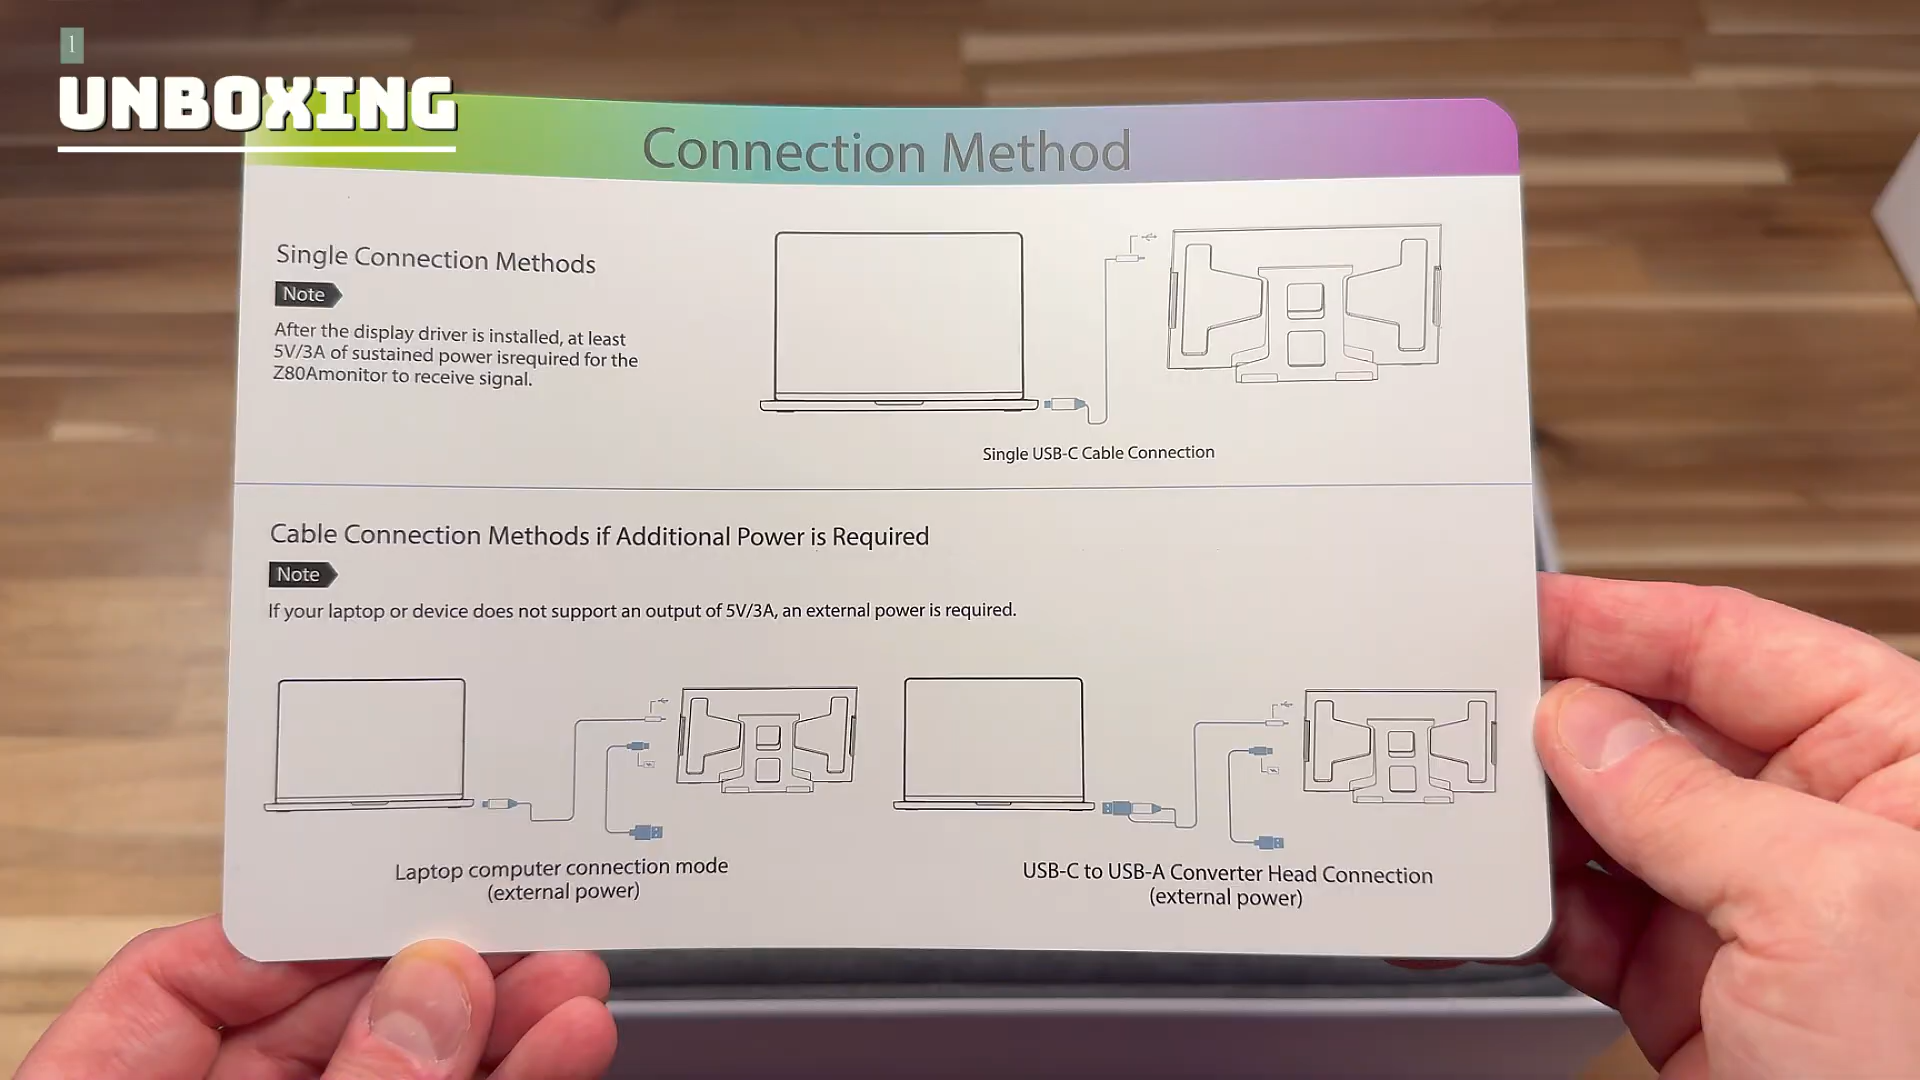 1
UNBOXING
Connection Method
Single Connection Methods
Note
After the display driver is installed, at least
5V/3A of sustained power isrequired for the
Z80Amonitor to receive signal.
Single USB-C Cable Connection
Cable Connection Methods if Additional Power is Required
Note
If your laptop or device does not support an output of 5V/3A, an external power is required.
Laptop computer connection mode
(external power)
USB-C to USB-A Converter Head Connection
(external power)